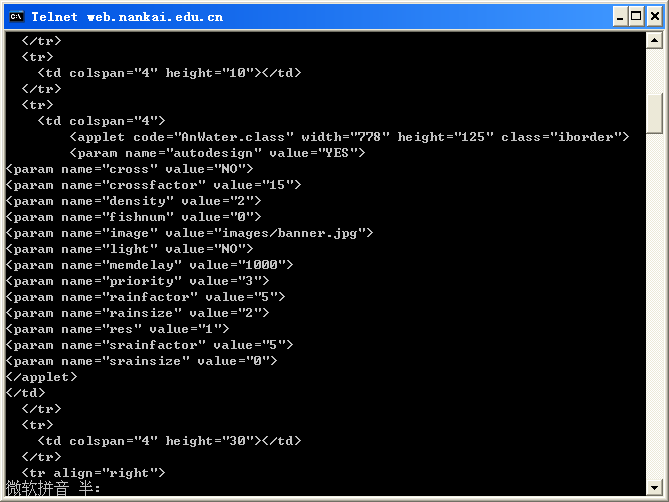 Telnet web.nankai.edu.cn
</tr>
<tr>
<td colspan="4" height="10"></td>
</tr>
<tr>
<td colspan="4">
<applet code="AnWater.class" width="778" height="125" class="iborder">
<param name="autodesign" value="YES">
<param name="cross" value="NO">
<param name="crossfactor" value="15">
<param name="density" value="2">
<param name="fishnum" value="0">
<param name="image" value="images/banner.jpg">
<param name="light" value="NO">
<param name="memdelay" value="1000">
<param name="priority" value="3">
<param name="rainfactor" value="5">
<param name="rainsize" value="2">
<param name="res" value="1">
<param name="srainfactor" value="5">
<param name="srainsize" value="0">
</applet>
</td>
</tr>
<tr>
<td colspan="4" height="30"></td>
</tr>
<tr align="right">
微软拼音 半: